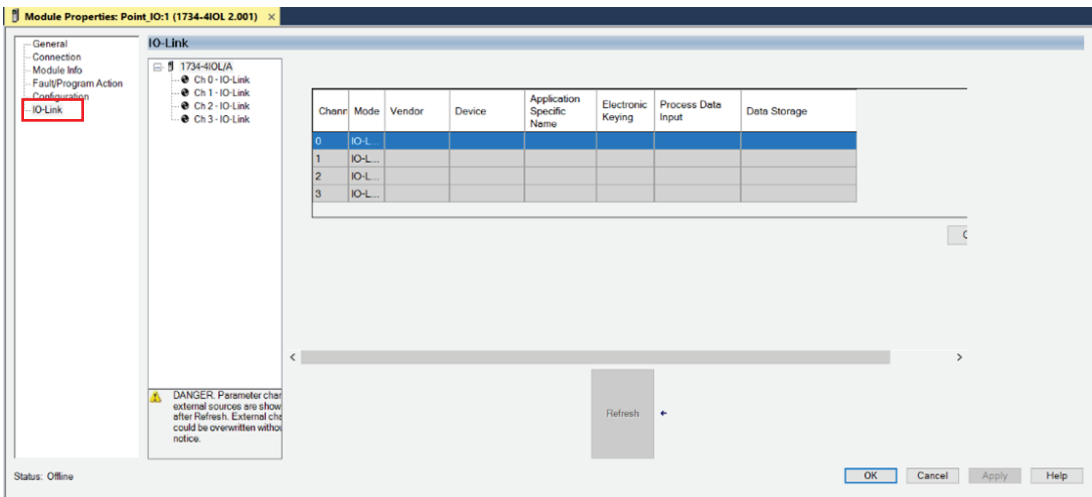 Module Properties: Point_IO:1 (1734-4IOL 2.001) ×
General
Connection
Module Info
Fault/Program Action
Configuration
IO-Link
IO-Link
1734-4IOL/A
Ch 0 - IO-Link
Ch 1 - IO-Link
Ch 2 - IO-Link
Ch 3 - IO-Link
Chann Mode Vendor Device Application Specific Name Electronic Keying Process Data Input Data Storage
0 IO-L...
1 IO-L...
2 IO-L...
3 IO-L...
DANGER. Parameter char
external sources are show
after Refresh. External cha
could be overwritten withou
notice.
Refresh
Status: Offline
OK Cancel Apply Help